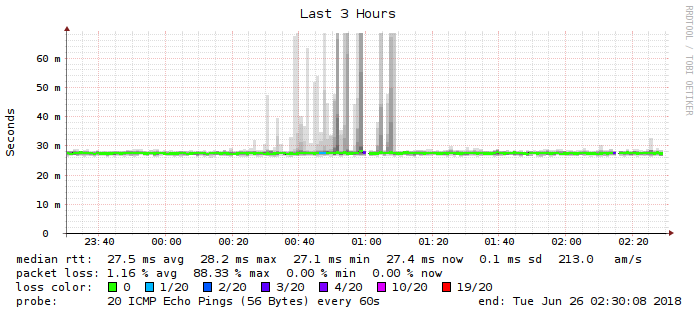 Last 3 Hours
RRDTOOL / TOBI OETIKER
Seconds
60 m
50 m
40 m
30 m
20 m
10 m
0
23:40 00:00 00:20 00:40 01:00 01:20 01:40 02:00 02:20
median rtt: 27.5 ms avg 28.2 ms max 27.1 ms min 27.4 ms now 0.1 ms sd 213.0 am/s
packet loss: 1.16 % avg 88.33 % max 0.00 % min 0.00 % now
loss color: 0 1/20 2/20 3/20 4/20 10/20 19/20
probe: 20 ICMP Echo Pings (56 Bytes) every 60s end: Tue Jun 26 02:30:08 2018